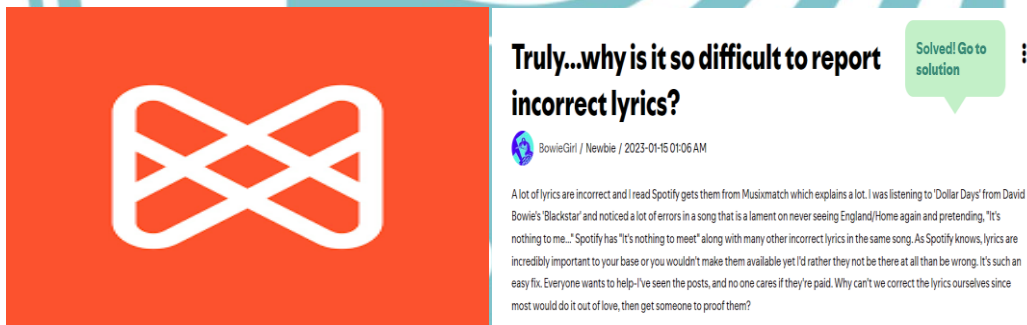 Truly...why is it so difficult to report
incorrect lyrics?
Solved! Go to
solution
BowieGirl / Newbie / 2023-01-15 01:06 AM
A lot of lyrics are incorrect and I read Spotify gets them from Musixmatch which explains a lot. I was listening to 'Dollar Days' from David
Bowie's 'Blackstar' and noticed a lot of errors in a song that is a lament on never seeing England/Home again and pretending, "It's
nothing to me..." Spotify has "It's nothing to meet" along with many other incorrect lyrics in the same song. As Spotify knows, lyrics are
incredibly important to your base or you wouldn't make them available yet I'd rather they not be there at all than be wrong. It's such an
easy fix. Everyone wants to help-I've seen the posts, and no one cares if they're paid. Why can't we correct the lyrics ourselves since
most would do it out of love, then get someone to proof them?